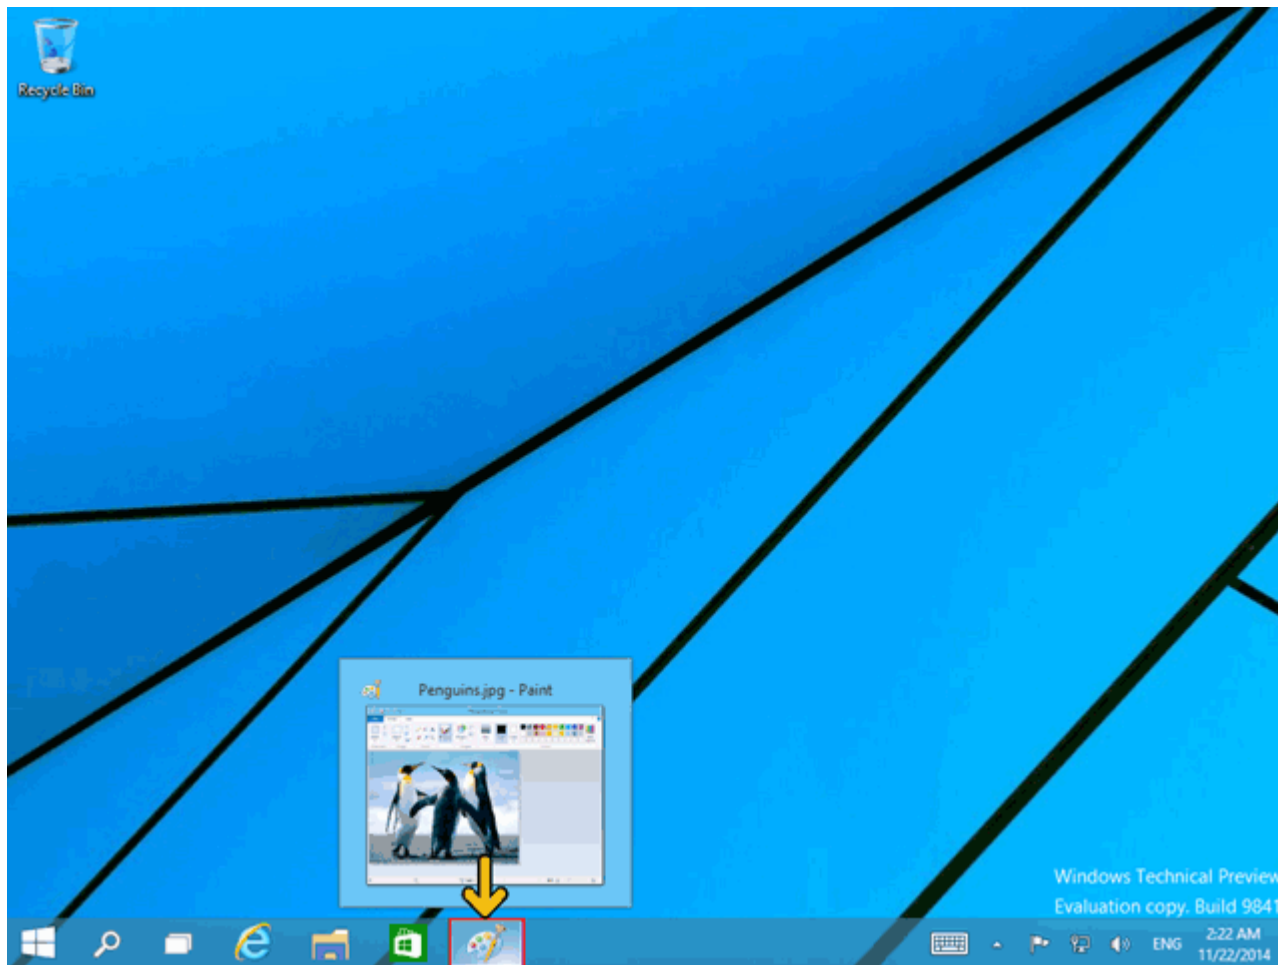 Recycle Bin
Penguins.jpg - Paint
Windows Technical Preview
Evaluation copy. Build 9841
ENG
2:22 AM
11/22/2014